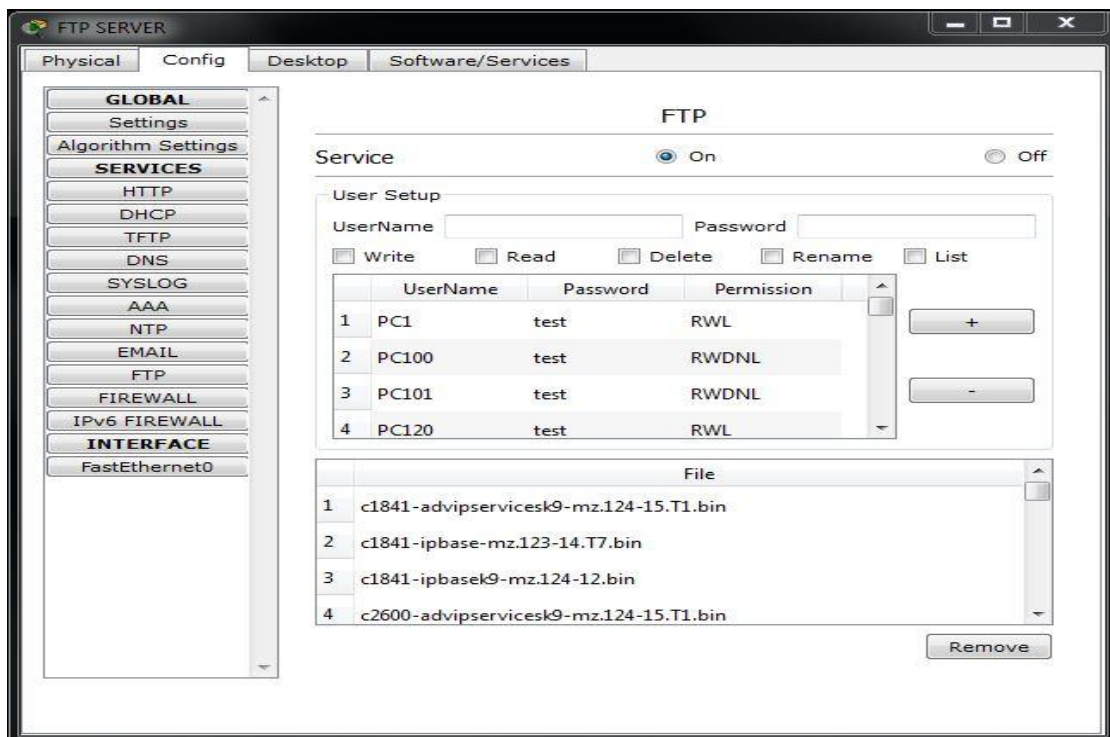 FTP SERVER
Physical Config Desktop Software/Services
GLOBAL
Settings
Algorithm Settings
SERVICES
HTTP
DHCP
TFTP
DNS
SYSLOG
AAA
NTP
EMAIL
FTP
FIREWALL
IPv6 FIREWALL
INTERFACE
FastEthernet0
FTP
Service On Off
User Setup
UserName Password
Write Read Delete Rename List
UserName Password Permission
1 PC1 test RWL
2 PC100 test RWDNL
3 PC101 test RWDNL
4 PC120 test RWL
+
-
File
1 c1841-advipservicesk9-mz.124-15.T1.bin
2 c1841-ipbase-mz.123-14.T7.bin
3 c1841-ipbasek9-mz.124-12.bin
4 c2600-advipservicesk9-mz.124-15.T1.bin
Remove